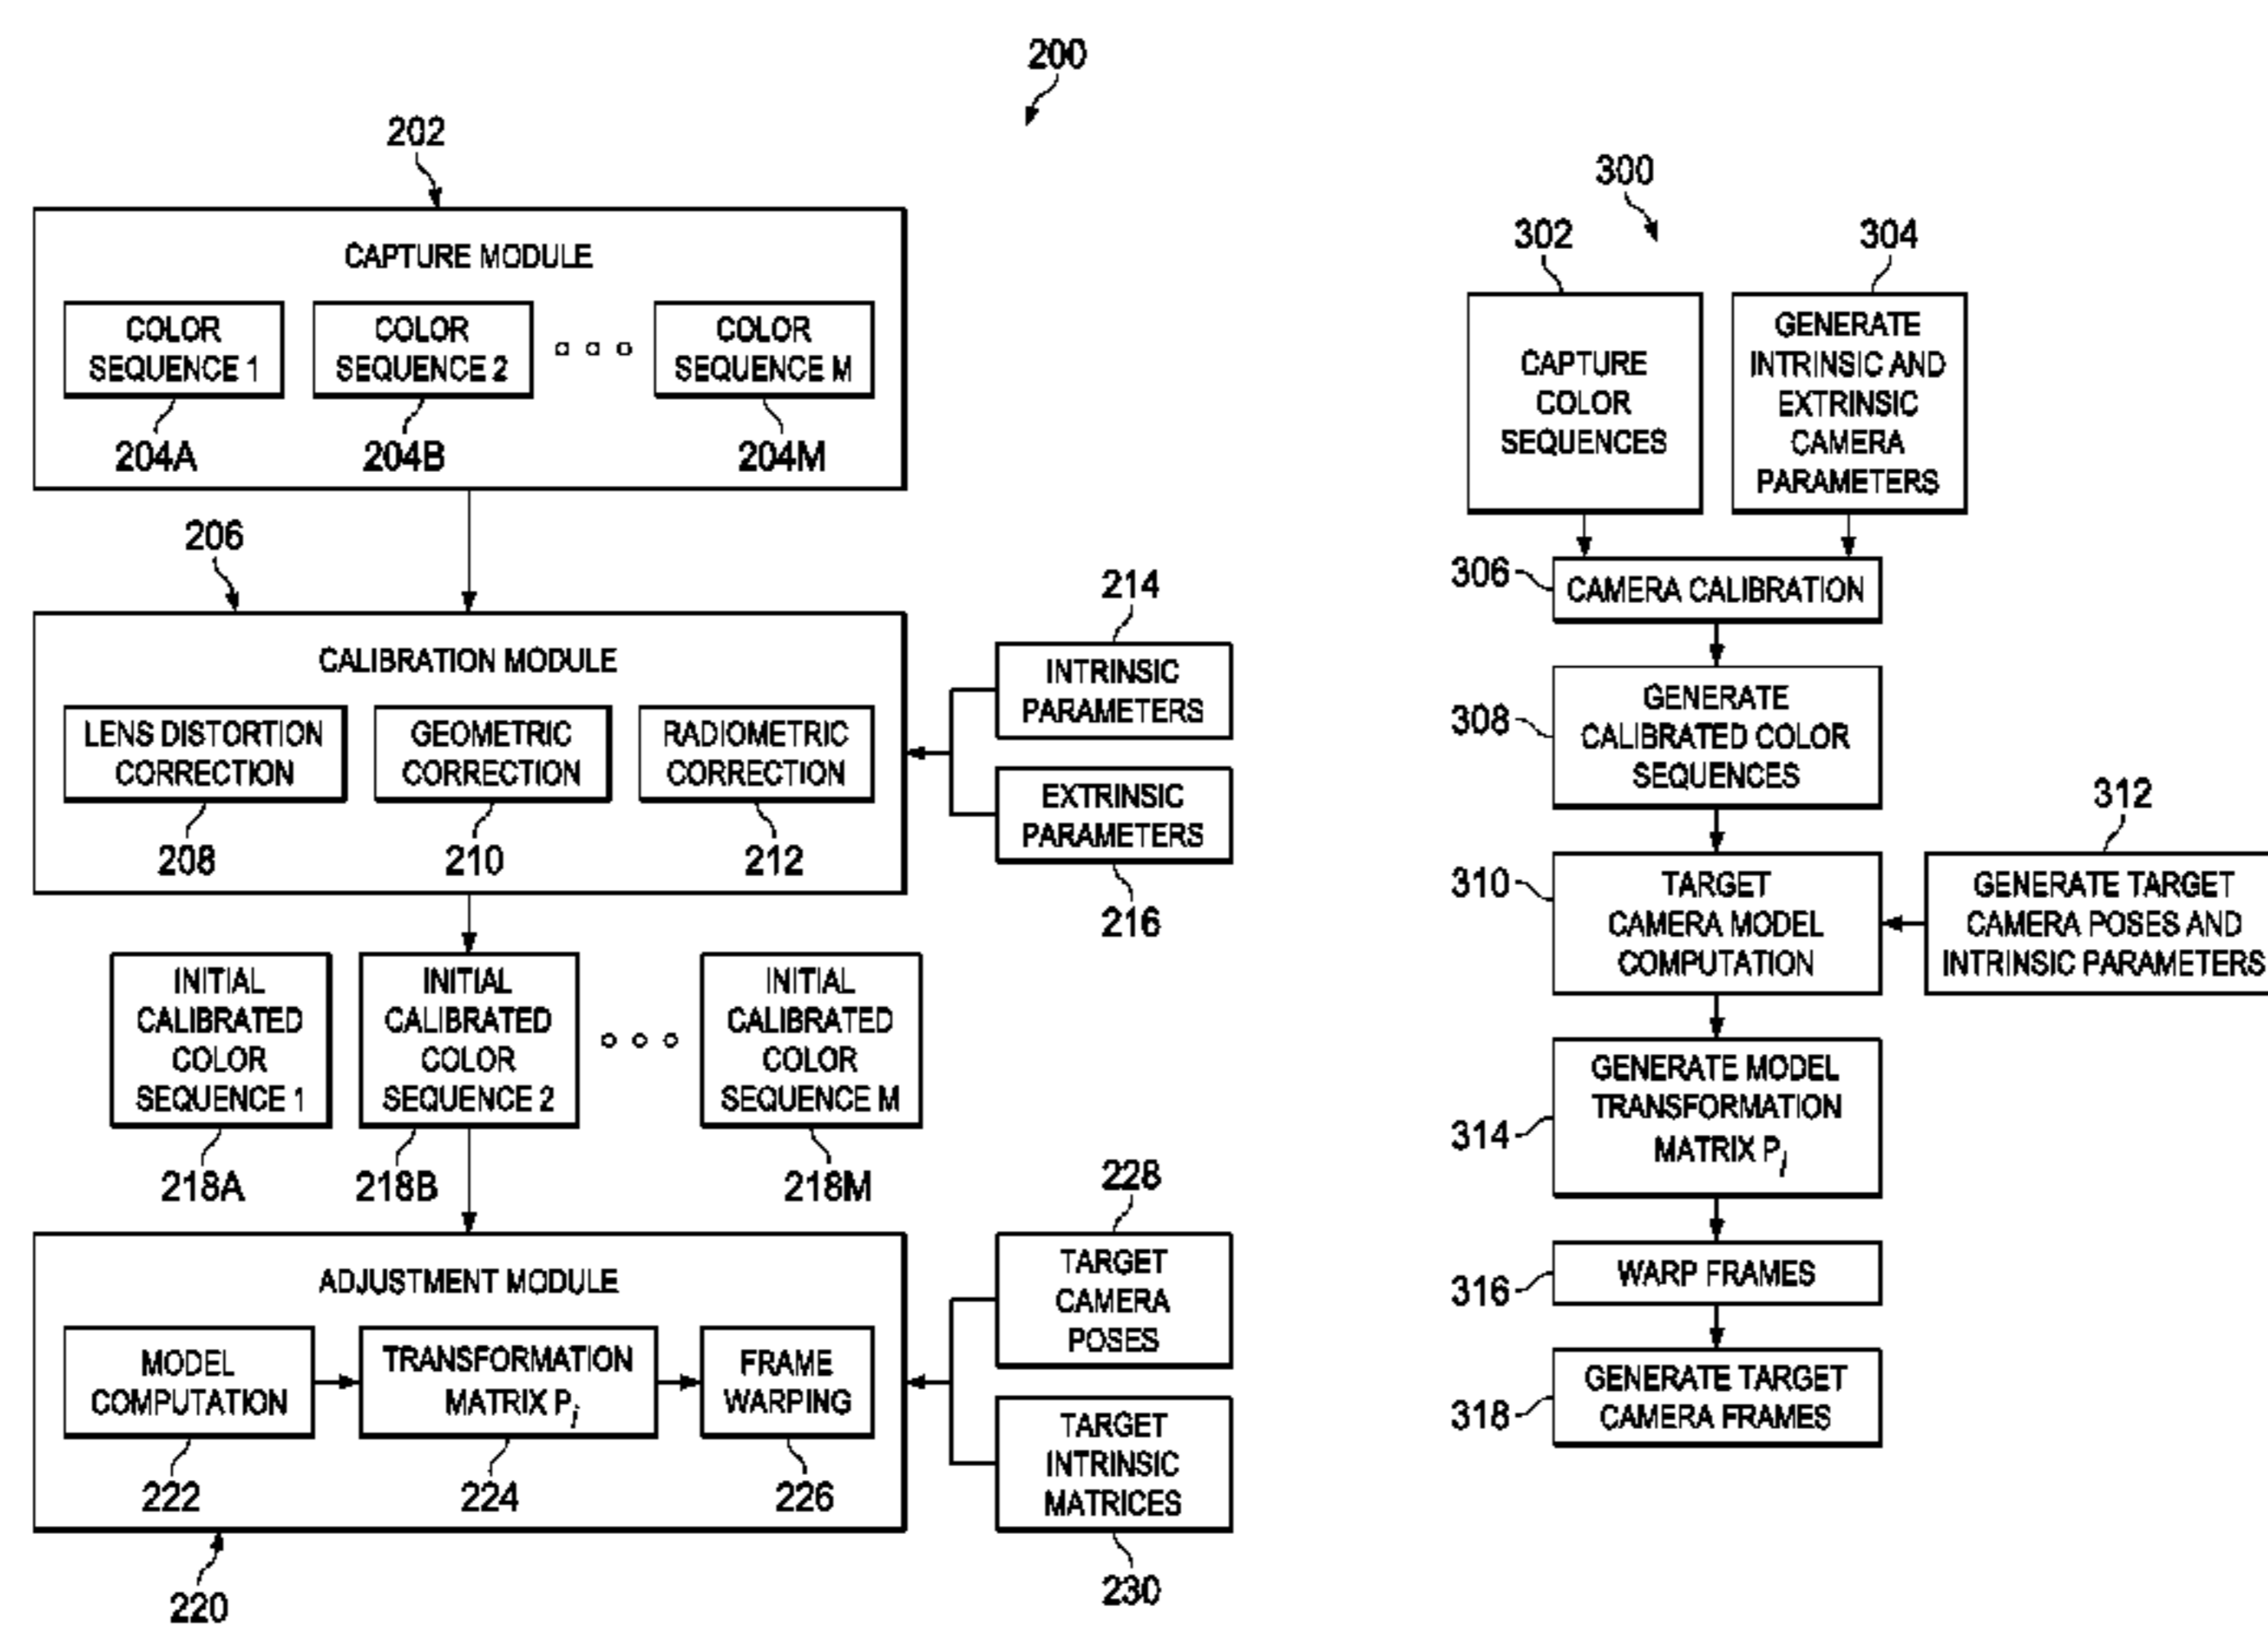 200
202
CAPTURE MODULE
COLOR
SEQUENCE 1
COLOR
SEQUENCE 2
COLOR
SEQUENCE M
204A
204B
204M
206
CALIBRATION MODULE
LENS DISTORTION
CORRECTION
GEOMETRIC
CORRECTION
RADIOMETRIC
CORRECTION
208
210
212
214
INTRINSIC
PARAMETERS
EXTRINSIC
PARAMETERS
216
INITIAL
CALIBRATED
COLOR
SEQUENCE 1
INITIAL
CALIBRATED
COLOR
SEQUENCE 2
INITIAL
CALIBRATED
COLOR
SEQUENCE M
218A
218B
218M
ADJUSTMENT MODULE
MODEL
COMPUTATION
TRANSFORMATION
MATRIX Pj
FRAME
WARPING
222
224
226
220
228
TARGET
CAMERA
POSES
TARGET
INTRINSIC
MATRICES
230
300
302
CAPTURE
COLOR
SEQUENCES
304
GENERATE
INTRINSIC AND
EXTRINSIC
CAMERA
PARAMETERS
306
CAMERA CALIBRATION
308
GENERATE
CALIBRATED COLOR
SEQUENCES
310
TARGET
CAMERA MODEL
COMPUTATION
312
GENERATE TARGET
CAMERA POSES AND
INTRINSIC PARAMETERS
314
GENERATE MODEL
TRANSFORMATION
MATRIX Pj
316
WARP FRAMES
318
GENERATE TARGET
CAMERA FRAMES